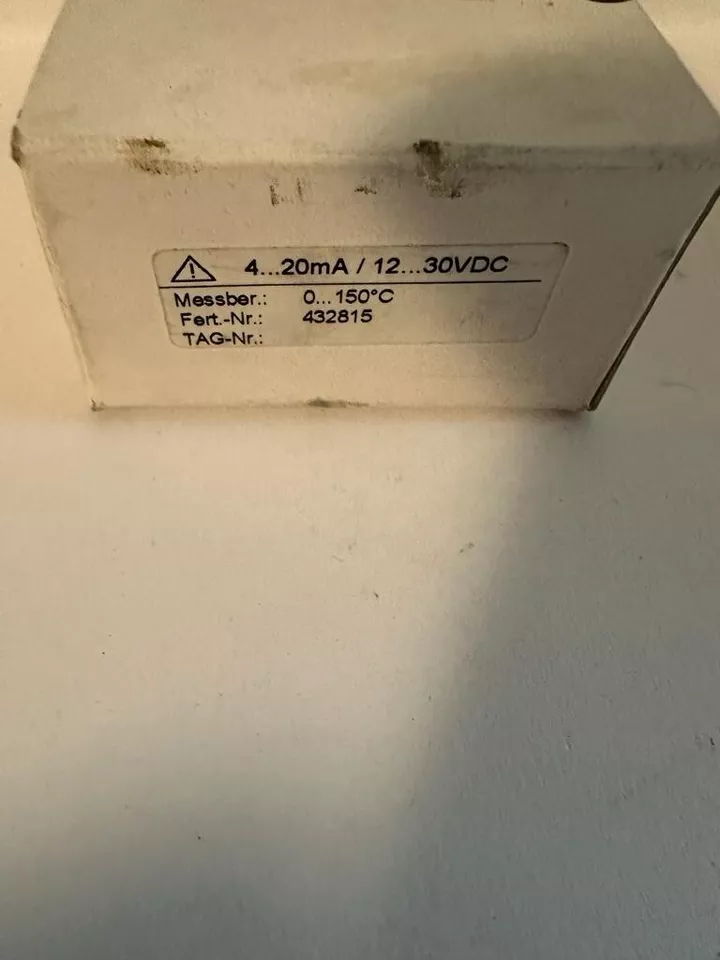 4...20mA / 12...30VDC
Messber.: 0...150°C
Fert.-Nr.: 432815
TAG-Nr.: